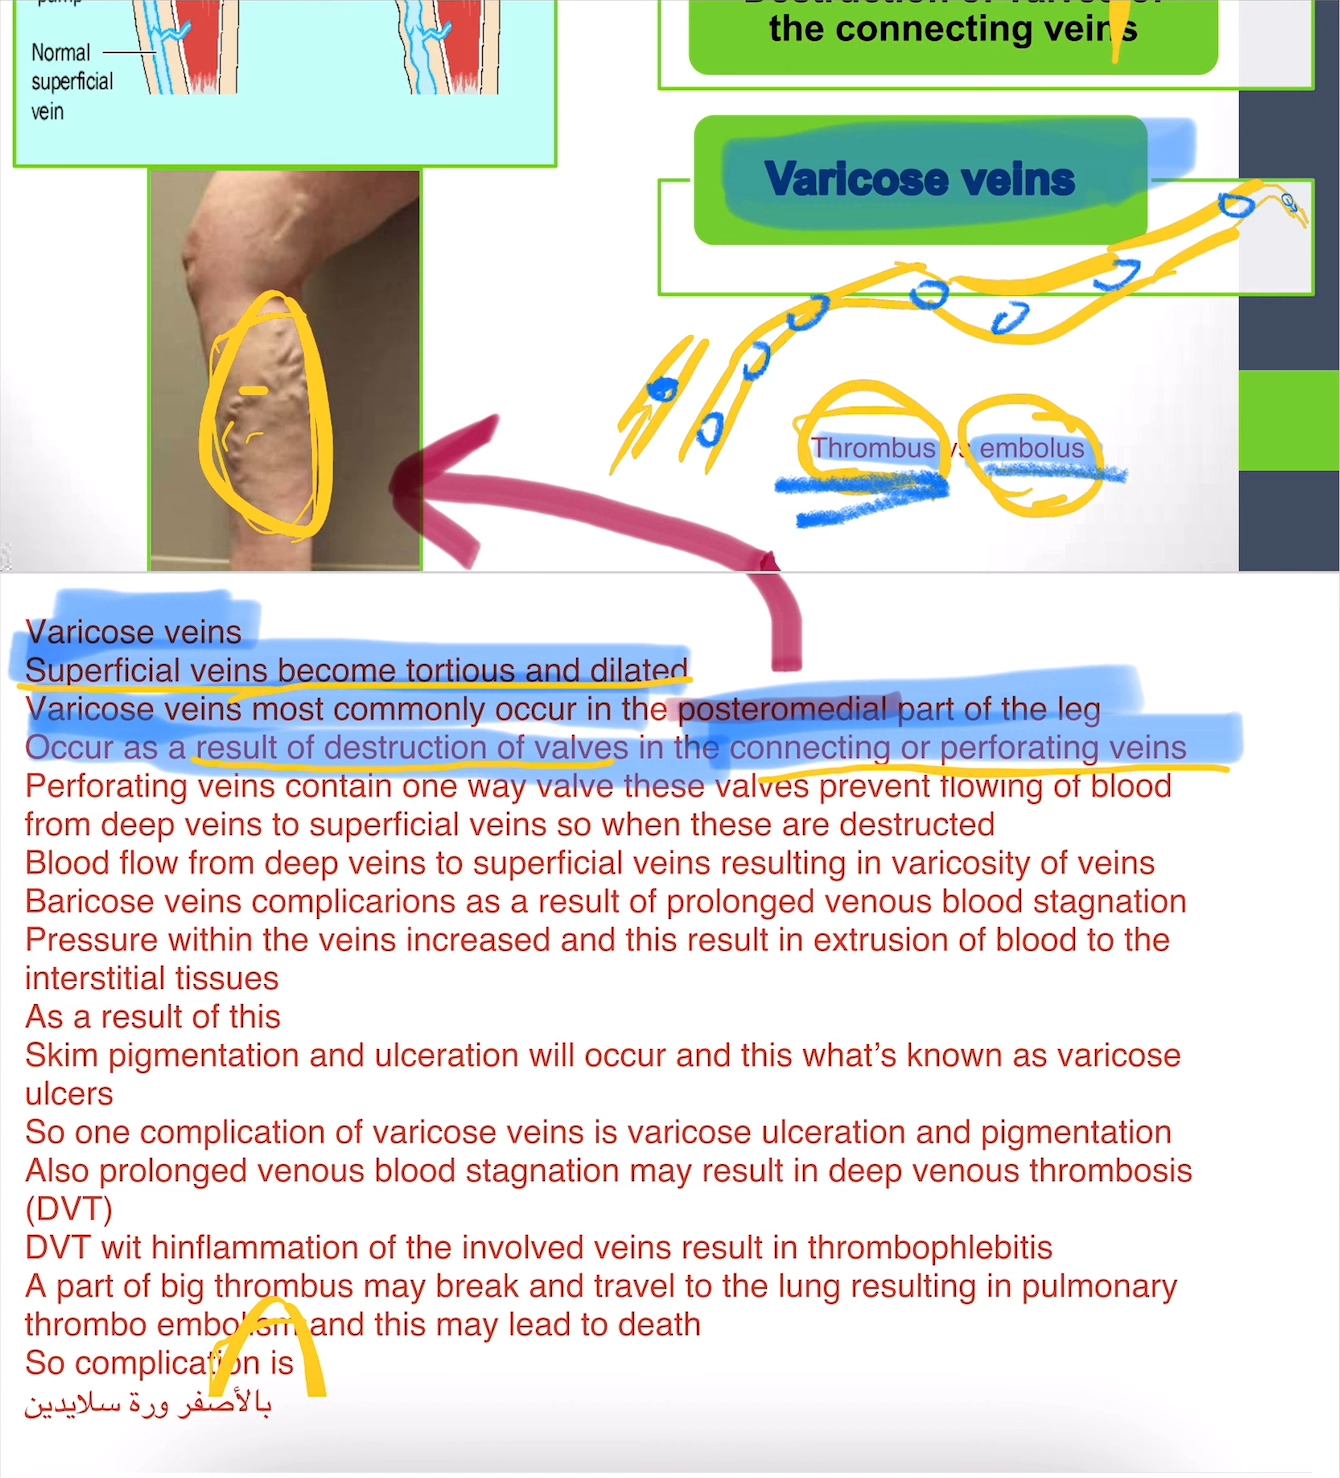 pump
Normal
superficial
vein
the connecting veins
Varicose veins
Thrombus vs embolus
Varicose veins
Superficial veins become tortious and dilated
Varicose veins most commonly occur in the posteromedial part of the leg
Occur as a result of destruction of valves in the connecting or perforating veins
Perforating veins contain one way valve these valves prevent flowing of blood
from deep veins to superficial veins so when these are destructed
Blood flow from deep veins to superficial veins resulting in varicosity of veins
Baricose veins complicarions as a result of prolonged venous blood stagnation
Pressure within the veins increased and this result in extrusion of blood to the
interstitial tissues
As a result of this
Skim pigmentation and ulceration will occur and this what’s known as varicose
ulcers
So one complication of varicose veins is varicose ulceration and pigmentation
Also prolonged venous blood stagnation may result in deep venous thrombosis
(DVT)
DVT wit hinflammation of the involved veins result in thrombophlebitis
A part of big thrombus may break and travel to the lung resulting in pulmonary
thrombo embolism and this may lead to death
So complication is
بالأصفر ورة سلايدين